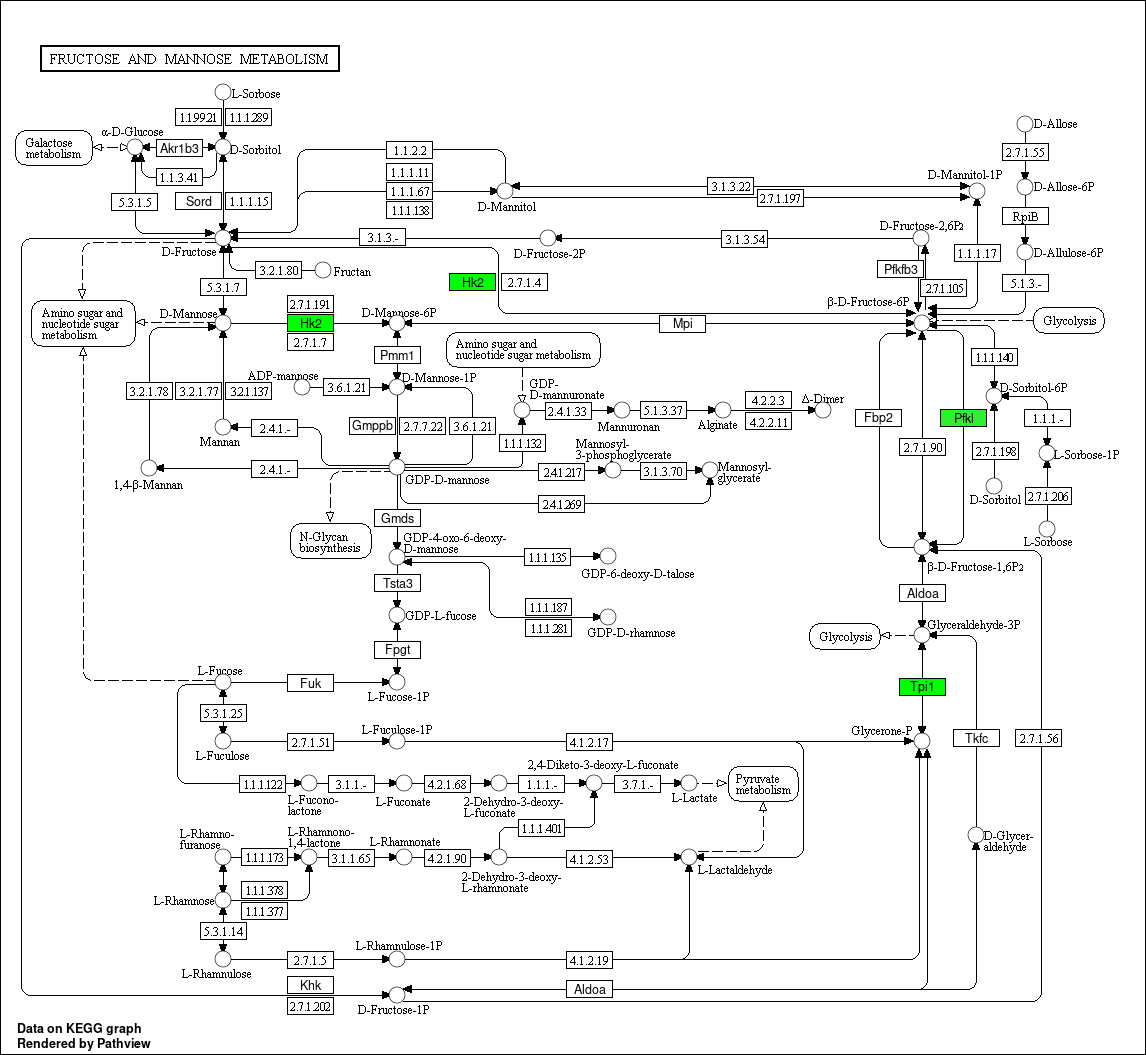 FRUCTOSE AND MANNOSE METABOLISM
L-Sorbose
1.1.99.21
1.1.1.289
α-D-Glucose
Galactose
metabolism
Akr1b3
D-Sorbitol
1.1.3.41
5.3.1.5
Sord
1.1.1.15
1.1.2.2
1.1.1.11
1.1.1.67
1.1.1.138
D-Mannitol
3.1.3.22
2.7.1.197
D-Mannitol-1P
D-Allose
2.7.1.55
D-Allose-6P
RpiB
D-Allulose-6P
5.1.3.-
D-Fructose
3.1.3.-
D-Fructose-2P
3.1.3.54
D-Fructose-2,6P2
1.1.1.17
Pfkfb3
2.7.1.105
3.2.1.80
Fructan
Hk2
2.7.1.4
5.3.1.7
β-D-Fructose-6P
Amino sugar and
nucleotide sugar
metabolism
D-Mannose
2.7.1.191
Hk2
2.7.1.7
D-Mannose-6P
Mpi
Glycolysis
Pmm1
Amino sugar and
nucleotide sugar metabolism
1.1.1.140
ADP-mannose
3.6.1.21
D-Mannose-1P
GDP-
D-mannuronate
D-Sorbitol-6P
3.2.1.78
3.2.1.77
3.2.1.137
2.4.1.33
Mannuronan
5.1.3.37
Alginate
4.2.2.3
4.2.2.11
Δ-Dimer
Fbp2
Pfkl
1.1.1.-
Mannan
2.4.1.-
Gmppb
2.7.7.22
3.6.1.21
1.1.1.132
2.7.1.90
2.7.1.198
L-Sorbose-1P
1,4-β-Mannan
2.4.1.-
GDP-D-mannose
2.4.1.217
Mannosyl-
3-phosphoglycerate
3.1.3.70
Mannosyl-
glycerate
2.4.1.269
D-Sorbitol
2.7.1.206
L-Sorbose
N-Glycan
biosynthesis
Gmds
GDP-4-oxo-6-deoxy-
D-mannose
1.1.1.135
GDP-6-deoxy-D-talose
β-D-Fructose-1,6P2
Tsta3
GDP-L-fucose
1.1.1.187
1.1.1.281
GDP-D-rhamnose
Aldoa
Glycolysis
Glyceraldehyde-3P
Fpgt
L-Fucose
Fuk
L-Fucose-1P
Tpi1
5.3.1.25
L-Fuculose
2.7.1.51
L-Fuculose-1P
4.1.2.17
Glycerone-P
Tkfc
2.7.1.56
1.1.1.122
L-Fucono-
lactone
3.1.1.-
L-Fuconate
4.2.1.68
2-Dehydro-3-deoxy-
L-fuconate
1.1.1.-
2,4-Diketo-3-deoxy-L-fuconate
3.7.1.-
L-Lactate
Pyruvate
metabolism
1.1.1.401
L-Rhamno-
furanose
1.1.1.173
L-Rhamnono-
1,4-lactone
3.1.1.65
L-Rhamnonate
4.2.1.90
2-Dehydro-3-deoxy-
L-rhamnonate
4.1.2.53
L-Lactaldehyde
D-Glycer-
aldehyde
L-Rhamnose
1.1.1.378
1.1.1.377
5.3.1.14
L-Rhamnulose
2.7.1.5
L-Rhamnulose-1P
4.1.2.19
Khk
2.7.1.202
D-Fructose-1P
Aldoa
Data on KEGG graph
Rendered by Pathview